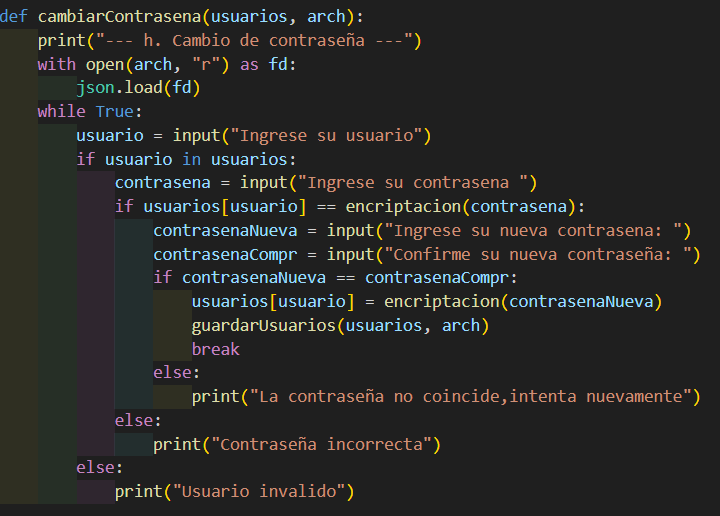 def cambiarContrasena(usuarios, arch):
    print("--- h. Cambio de contraseña ---")
    with open(arch, "r") as fd:
        json.load(fd)
    while True:
        usuario = input("Ingrese su usuario")
        if usuario in usuarios:
            contrasena = input("Ingrese su contrasena ")
            if usuarios[usuario] == encriptacion(contrasena):
                contrasenaNueva = input("Ingrese su nueva contrasena: ")
                contrasenaCompr = input("Confirme su nueva contraseña: ")
                if contrasenaNueva == contrasenaCompr:
                    usuarios[usuario] = encriptacion(contrasenaNueva)
                    guardarUsuarios(usuarios, arch)
                    break
                else:
                    print("La contraseña no coincide,intenta nuevamente")
            else:
                print("Contraseña incorrecta")
        else:
            print("Usuario invalido")